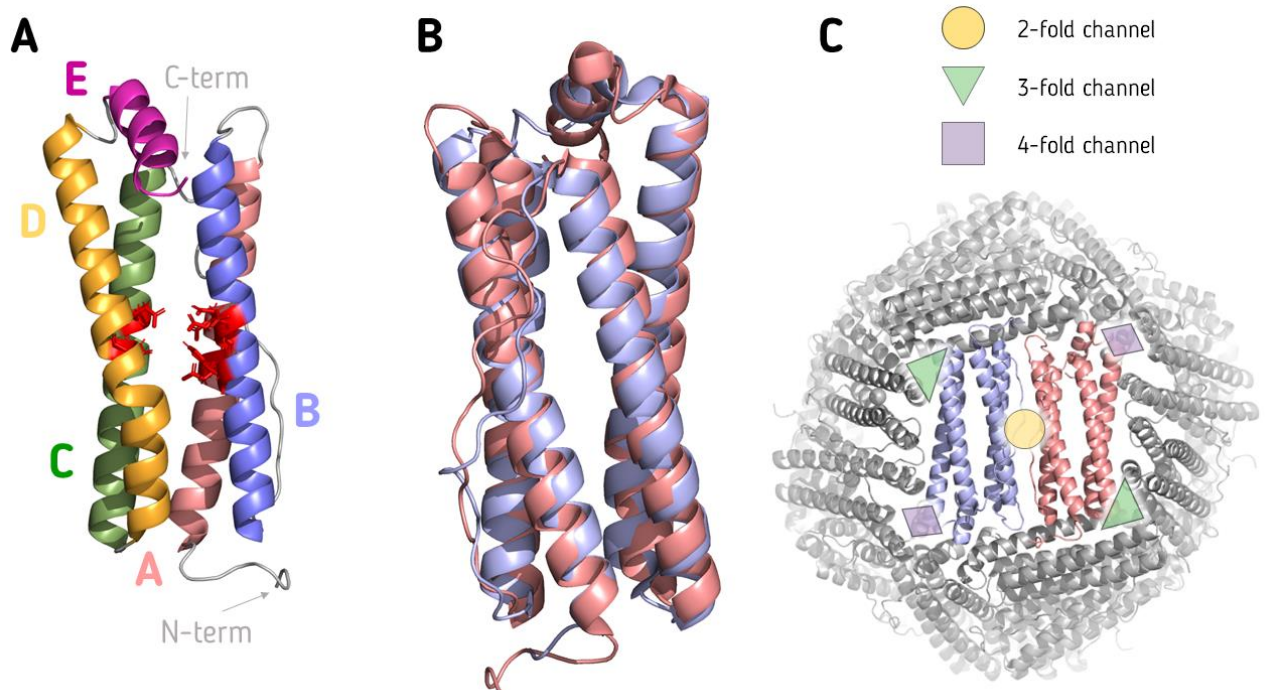 A
E
C-term
D
B
C
A
N-term
B
C
2-fold channel
3-fold channel
4-fold channel